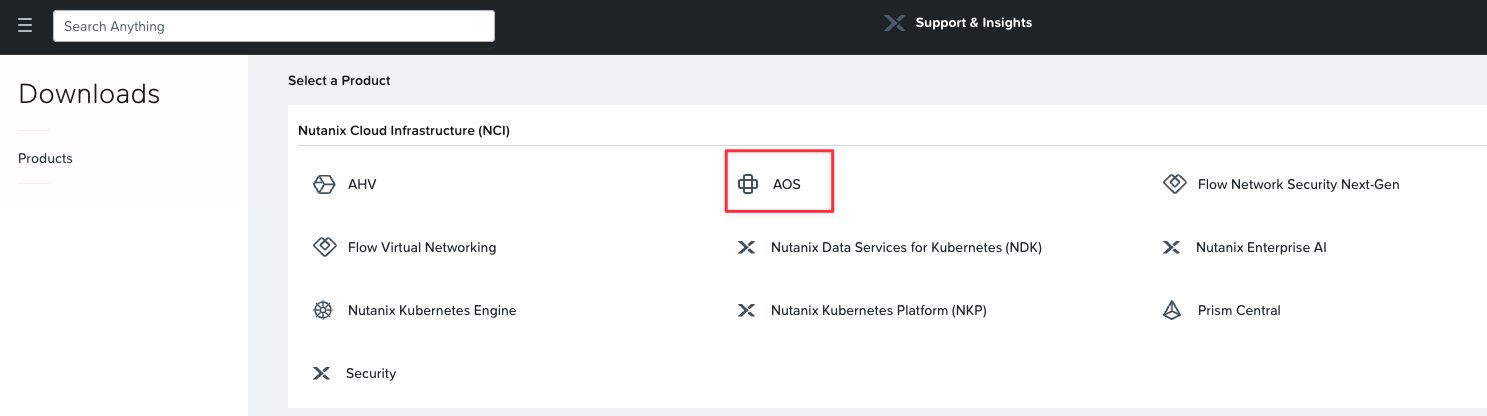 Search Anything
Support & Insights
Downloads
Products
Select a Product
Nutanix Cloud Infrastructure (NCI)
AHV
AOS
Flow Network Security Next-Gen
Flow Virtual Networking
Nutanix Data Services for Kubernetes (NDK)
Nutanix Enterprise AI
Nutanix Kubernetes Engine
Nutanix Kubernetes Platform (NKP)
Prism Central
Security